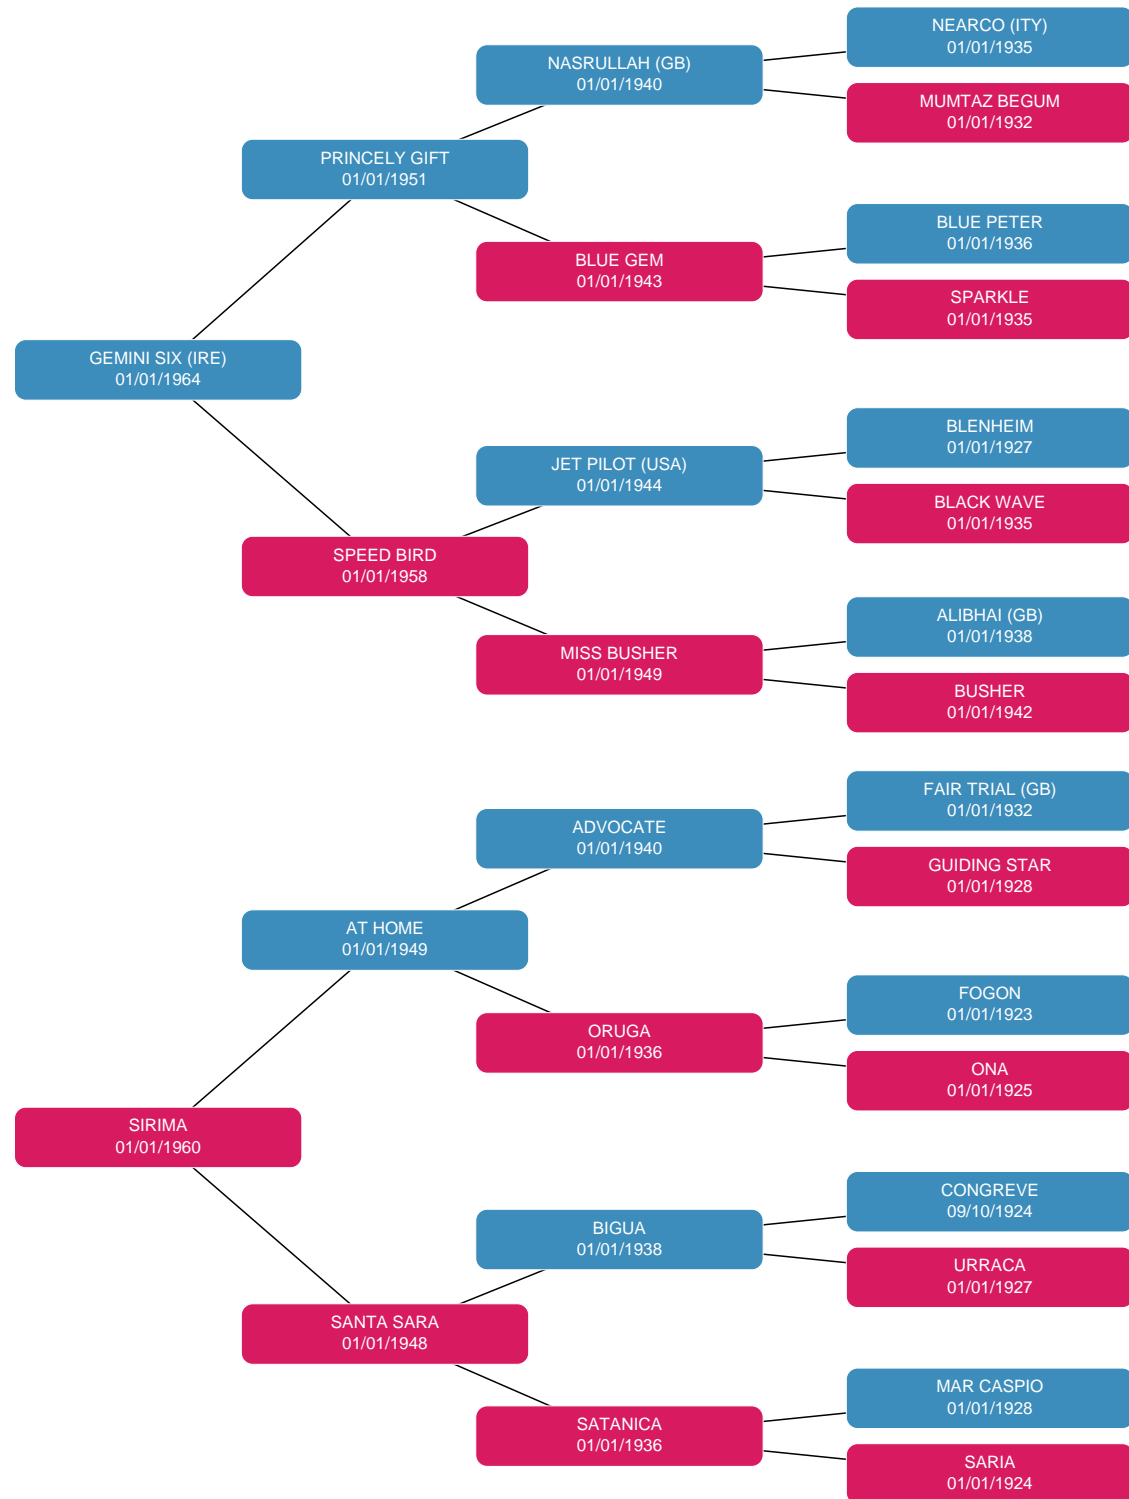 NEARCO (ITY)
01/01/1935
NASRULLAH (GB)
01/01/1940
MUMTAZ BEGUM
01/01/1932
PRINCELY GIFT
01/01/1951
BLUE PETER
01/01/1936
BLUE GEM
01/01/1943
SPARKLE
01/01/1935
GEMINI SIX (IRE)
01/01/1964
BLENHEIM
01/01/1927
JET PILOT (USA)
01/01/1944
BLACK WAVE
01/01/1935
SPEED BIRD
01/01/1958
ALIBHAI (GB)
01/01/1938
MISS BUSHER
01/01/1949
BUSHER
01/01/1942
FAIR TRIAL (GB)
01/01/1932
ADVOCATE
01/01/1940
GUIDING STAR
01/01/1928
AT HOME
01/01/1949
FOGON
01/01/1923
ORUGA
01/01/1936
ONA
01/01/1925
SIRIMA
01/01/1960
CONGREVE
09/10/1924
BIGUA
01/01/1938
URRACA
01/01/1927
SANTA SARA
01/01/1948
MAR CASPIO
01/01/1928
SATANICA
01/01/1936
SARIA
01/01/1924